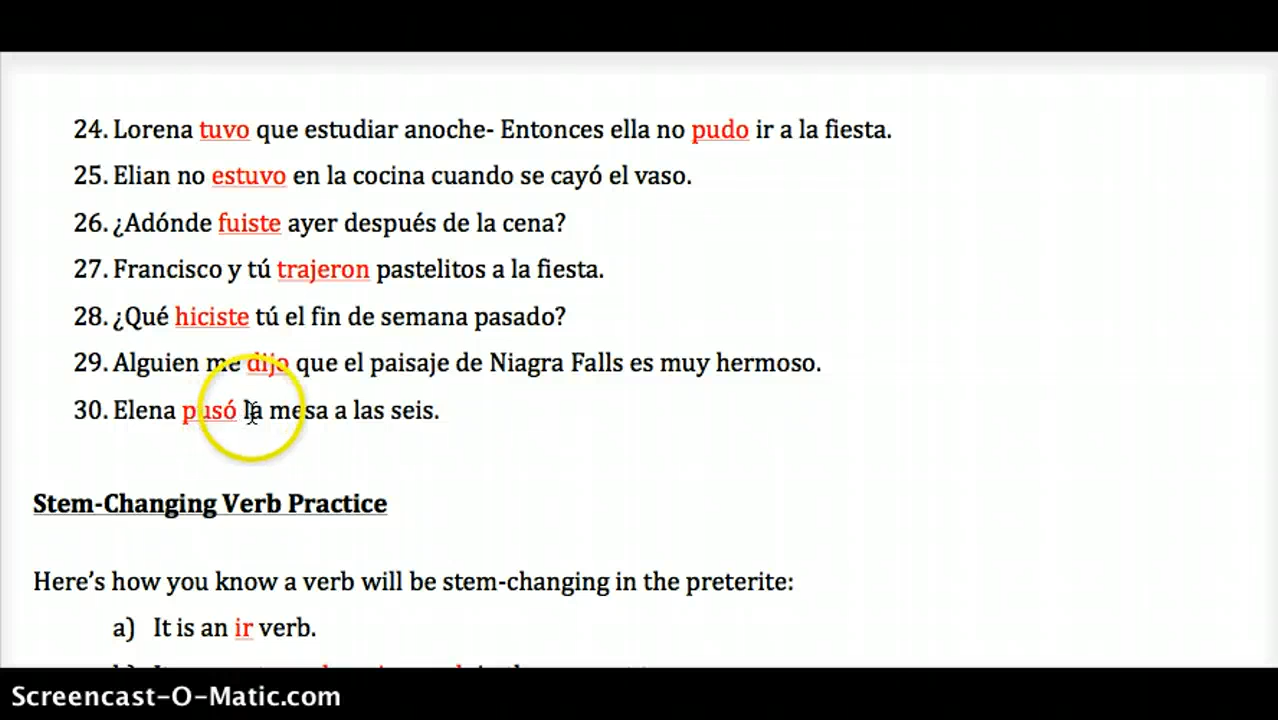 24. Lorena tuvo que estudiar anoche- Entonces ella no pudo ir a la fiesta.
25. Elian no estuvo en la cocina cuando se cayó el vaso.
26. ¿Adónde fuiste ayer después de la cena?
27. Francisco y tú trajeron pastelitos a la fiesta.
28. ¿Qué hiciste tú el fin de semana pasado?
29. Alguien me dijo que el paisaje de Niagra Falls es muy hermoso.
30. Elena pusó la mesa a las seis.
Stem-Changing Verb Practice
Here’s how you know a verb will be stem-changing in the preterite:
a) It is an ir verb.
Screencast-O-Matic.com